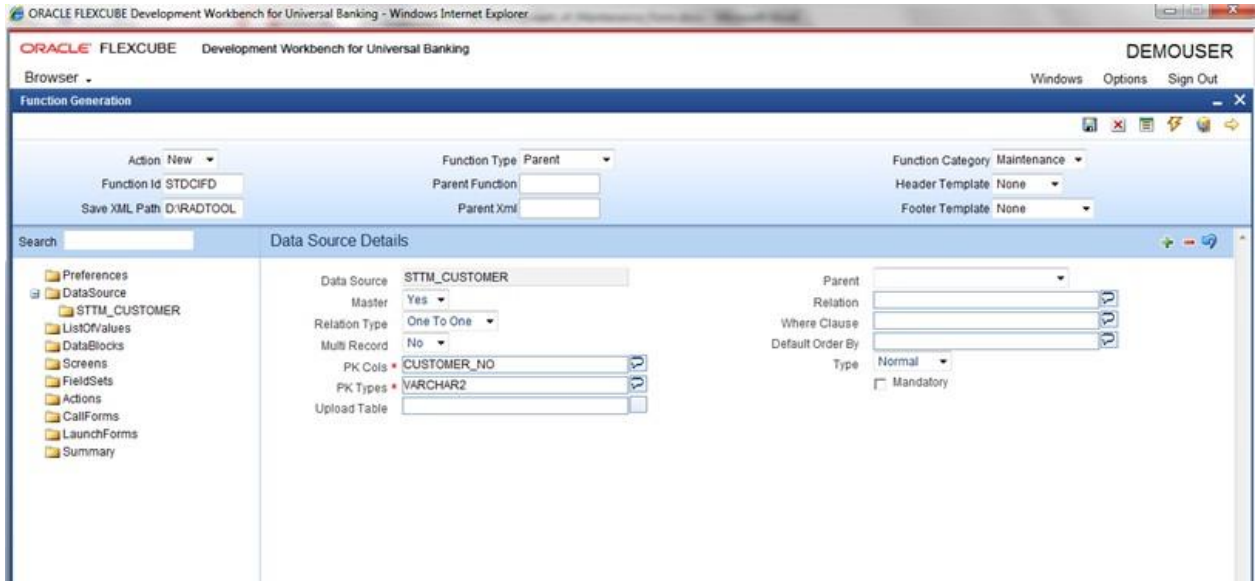 ORACLE FLEXCUBE Development Workbench for Universal Banking - Windows Internet Explorer
ORACLE FLEXCUBE Development Workbench for Universal Banking
DEMOUSER
Browser
Windows Options Sign Out
Function Generation
Action New Function Type Parent Function Category Maintenance
Function Id STDCIFD Parent Function Header Template None
Save XML Path D:\RADTOOL Parent Xml Footer Template None
Search
Data Source Details
Preferences
DataSource
STTM_CUSTOMER
ListOfValues
DataBlocks
Screens
FieldSets
Actions
CallForms
LaunchForms
Summary
Data Source STTM_CUSTOMER
Master Yes
Relation Type One To One
Multi Record No
PK Cols * CUSTOMER_NO
PK Types * VARCHAR2
Upload Table
Parent
Relation
Where Clause
Default Order By
Type Normal
Mandatory